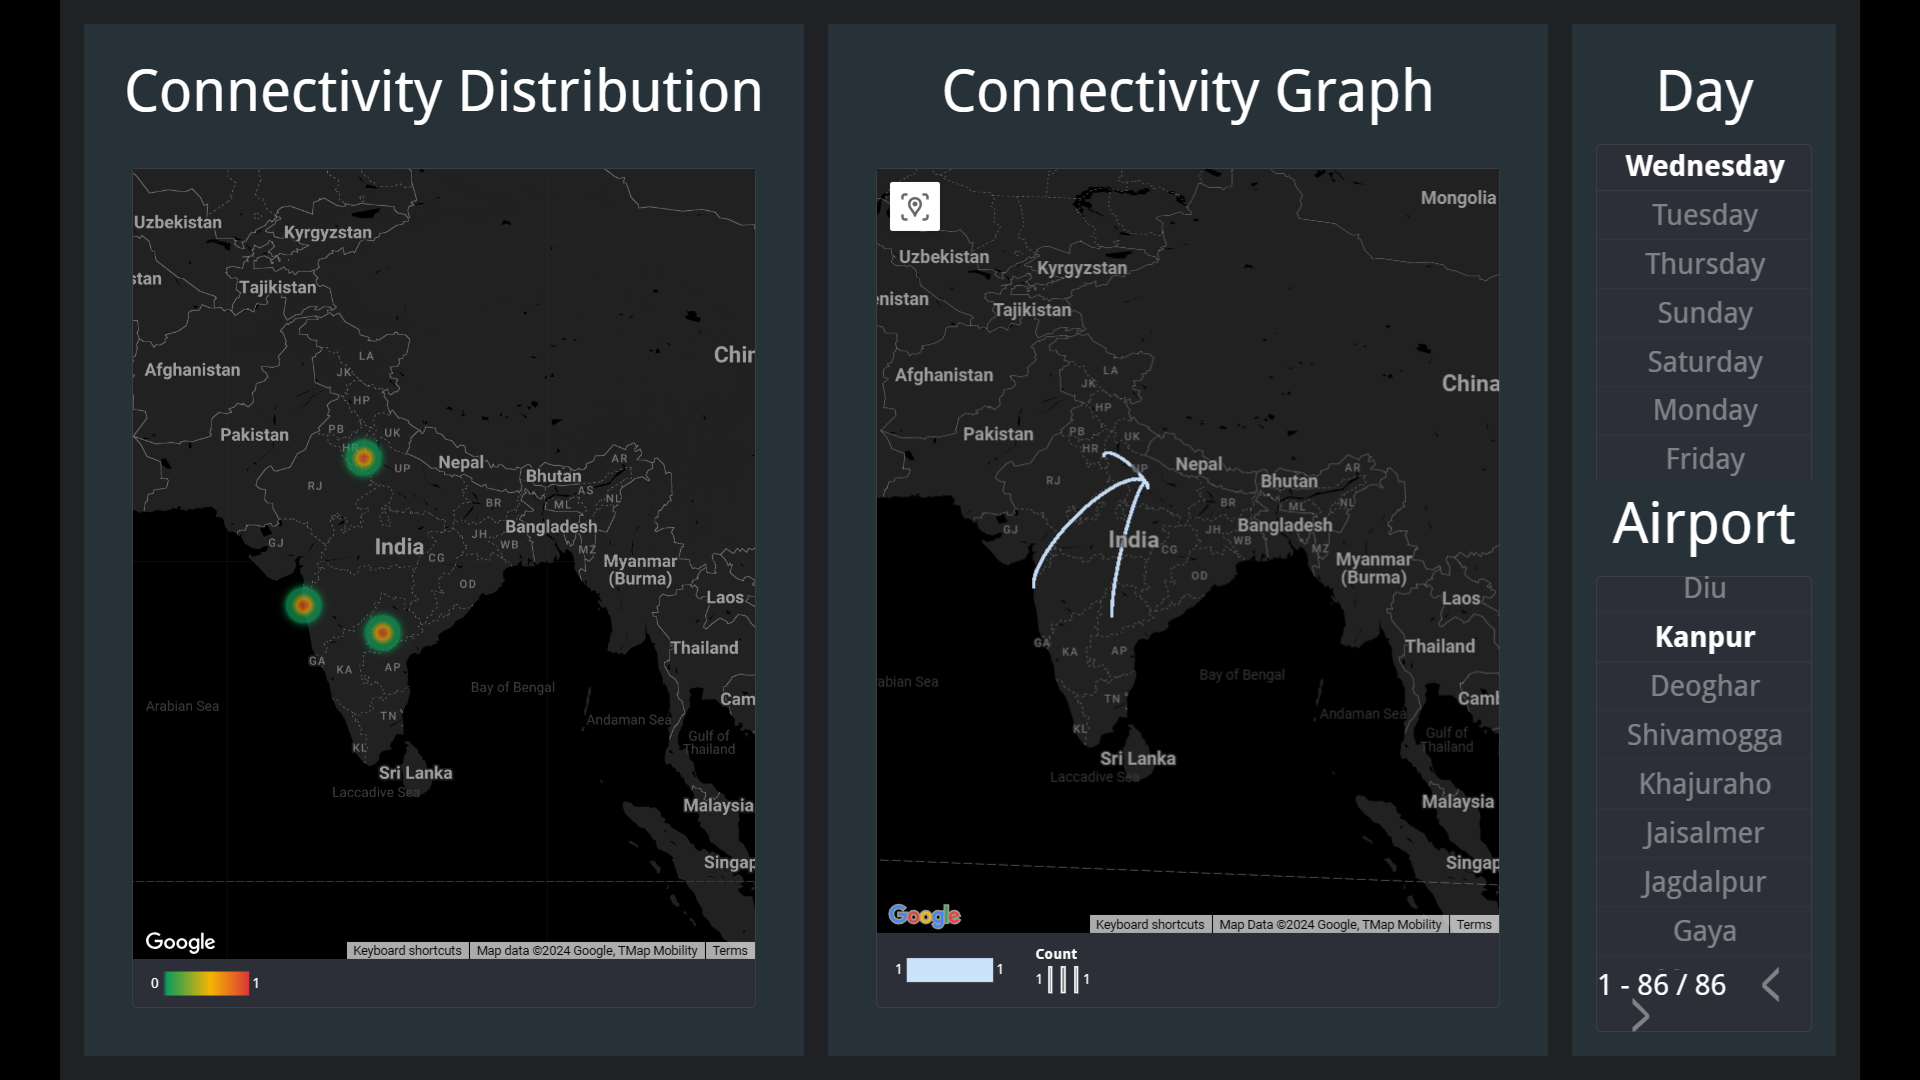 Connectivity Distribution
Uzbekistan
Kyrgyzstan
stan
Tajikistan
Chin
LA
Afghanistan
JK
HP
PB
UK
Pakistan
HR
UP
Nepal
AR
Bhutan
RJ
AS
NL
BR
ML
Bangladesh
GJ
India
JH
WB
MZ
CG
Myanmar
(Burma)
OD
Laos
Thailand
GA
KA
AP
Bay of Bengal
Cam
Arabian Sea
TN
Andaman Sea
Gulf of
Thailand
KL
Sri Lanka
Laccadive Sea
Malaysia
Singap
Google
Keyboard shortcuts
Map data ©2024 Google, TMap Mobility
Terms
0
1
Connectivity Graph
Mongolia
Uzbekistan
Kyrgyzstan
enistan
Tajikistan
LA
Afghanistan
JK
China
HP
PB
UK
Pakistan
HR
UP
Nepal
AR
RJ
Bhutan
BR
ML
NL
GJ
JH
Bangladesh
India
WB
CG
MZ
Myanmar
(Burma)
OD
Laos
GA
KA
AP
Thailand
Bay of Bengal
rabian Sea
TN
Camb
Andaman Sea
KL
Gulf of
Thailand
Sri Lanka
Laccadive Sea
Malaysia
Singap
Google
Keyboard shortcuts
Map Data ©2024 Google, TMap Mobility
Terms
1
1
Count
1
1
Day
Wednesday
Tuesday
Thursday
Sunday
Saturday
Monday
Friday
Airport
Diu
Kanpur
Deoghar
Shivamogga
Khajuraho
Jaisalmer
Jagdalpur
Gaya
1 - 86 / 86